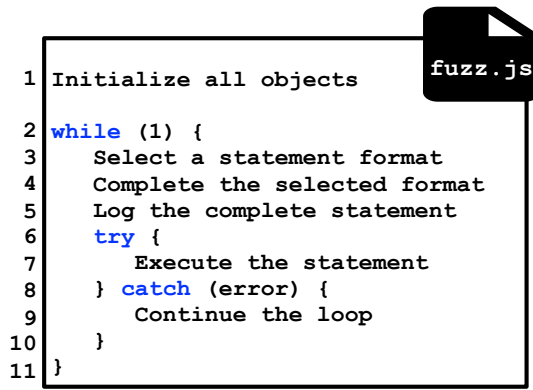 fuzz.js
1 Initialize all objects
2 while (1) {
3 Select a statement format
4 Complete the selected format
5 Log the complete statement
6 try {
7 Execute the statement
8 } catch (error) {
9 Continue the loop
10 }
11 }